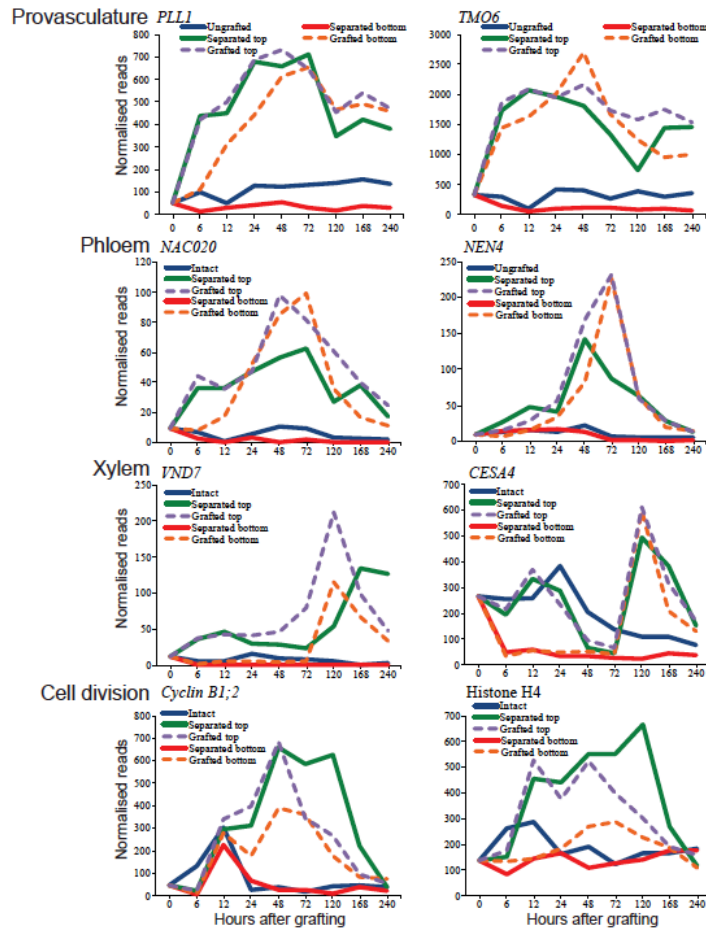 Provasculature PLL1 TMO6
Ungrafted Separated bottom
Separated top Grafted bottom
Grafted top
Ungrafted Separated bottom
Separated top Grafted bottom
Grafted top
Normalised reads
800
700
600
500
400
300
200
100
0
0 6 12 24 48 72 120 168 240
3000
2500
2000
1500
1000
500
0
0 6 12 24 48 72 120 168 240
Phloem NAC020 NEN4
Intact
Separated top
Grafted top
Separated bottom
Grafted bottom
Ungrafted
Separated top
Grafted top
Separated bottom
Grafted bottom
Normalised reads
120
100
80
60
40
20
0
0 6 12 24 48 72 120 168 240
250
200
150
100
50
0
0 6 12 24 48 72 120 168 240
Xylem VND7 CESA4
Intact
Separated top
Grafted top
Separated bottom
Grafted bottom
Intact
Separated top
Grafted top
Separated bottom
Grafted bottom
Normalised reads
250
200
150
100
50
0
0 6 12 24 48 72 120 168 240
700
600
500
400
300
200
100
0
0 6 12 24 48 72 120 168 240
Cell division Cyclin B1;2 Histone H4
Intact
Separated top
Grafted top
Separated bottom
Grafted bottom
Intact
Separated top
Grafted top
Separated bottom
Grafted bottom
Normalised reads
800
700
600
500
400
300
200
100
0
0 6 12 24 48 72 120 168 240
700
600
500
400
300
200
100
0
0 6 12 24 48 72 120 168 240
Hours after grafting Hours after grafting